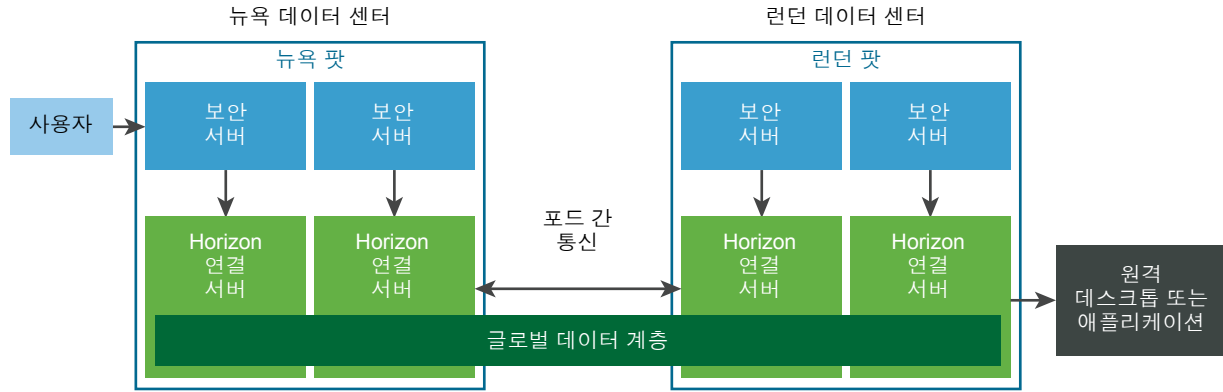 뉴욕 데이터 센터
런던 데이터 센터
뉴욕 팟
런던 팟
사용자
보안
서버
보안
서버
보안
서버
보안
서버
Horizon
연결
서버
Horizon
연결
서버
포드 간
통신
Horizon
연결
서버
Horizon
연결
서버
원격
데스크톱 또는
애플리케이션
글로벌 데이터 계층